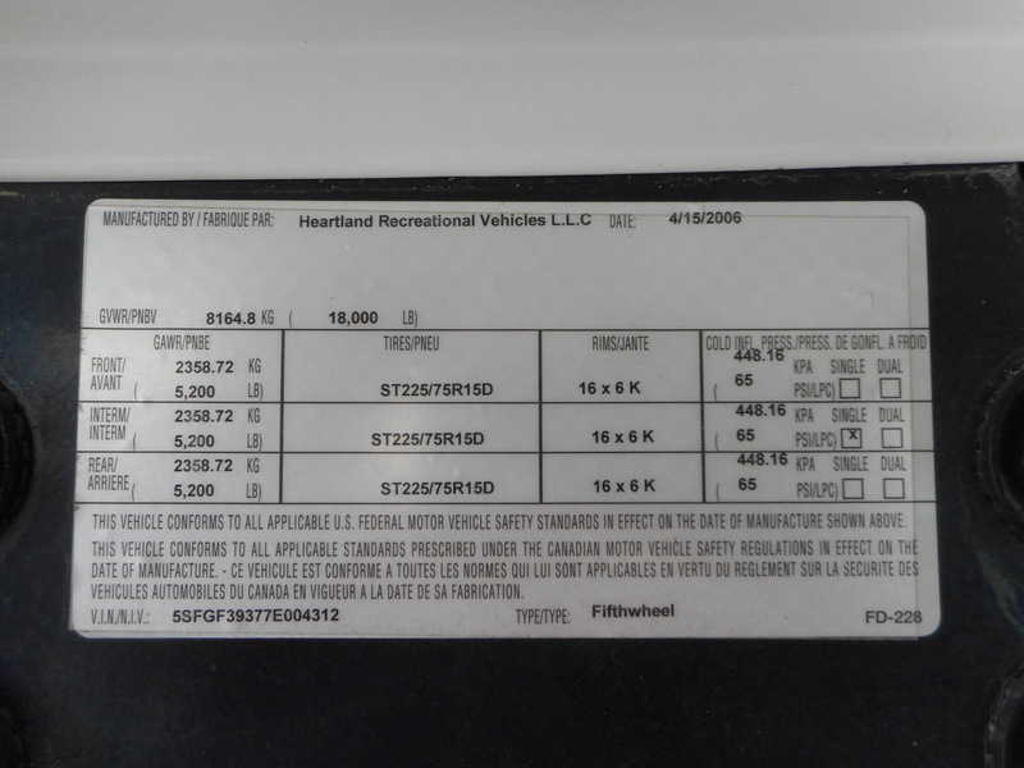 MANUFACTURED BY / FABRIQUE PAR: Heartland Recreational Vehicles L.L.C DATE: 4/15/2006
GVWR/PNBV 8164.8 KG ( 18,000 LB)
GAWR/PNBE TIRES/PNEU RIMS/JANTE COLD INFL. PRESS./PRESS. DE GONFL. A FROID
FRONT/ 2358.72 KG 448.16 KPA SINGLE DUAL
AVANT ( 5,200 LB) ST225/75R15D 16 x 6 K ( 65 PSI/LPC)
INTERM/ 2358.72 KG 448.16 KPA SINGLE DUAL
INTERM ( 5,200 LB) ST225/75R15D 16 x 6 K ( 65 PSI/LPC) X
REAR/ 2358.72 KG 448.16 KPA SINGLE DUAL
ARRIERE ( 5,200 LB) ST225/75R15D 16 x 6 K ( 65 PSI/LPC)
THIS VEHICLE CONFORMS TO ALL APPLICABLE U.S. FEDERAL MOTOR VEHICLE SAFETY STANDARDS IN EFFECT ON THE DATE OF MANUFACTURE SHOWN ABOVE.
THIS VEHICLE CONFORMS TO ALL APPLICABLE STANDARDS PRESCRIBED UNDER THE CANADIAN MOTOR VEHICLE SAFETY REGULATIONS IN EFFECT ON THE
DATE OF MANUFACTURE. - CE VEHICULE EST CONFORME A TOUTES LES NORMES QUI LUI SONT APPLICABLES EN VERTU DU REGLEMENT SUR LA SECURITE DES
VEHICULES AUTOMOBILES DU CANADA EN VIGUEUR A LA DATE DE SA FABRICATION.
V.I.N./N.I.V.: 5SFGF39377E004312 TYPE/TYPE: Fifthwheel FD-228